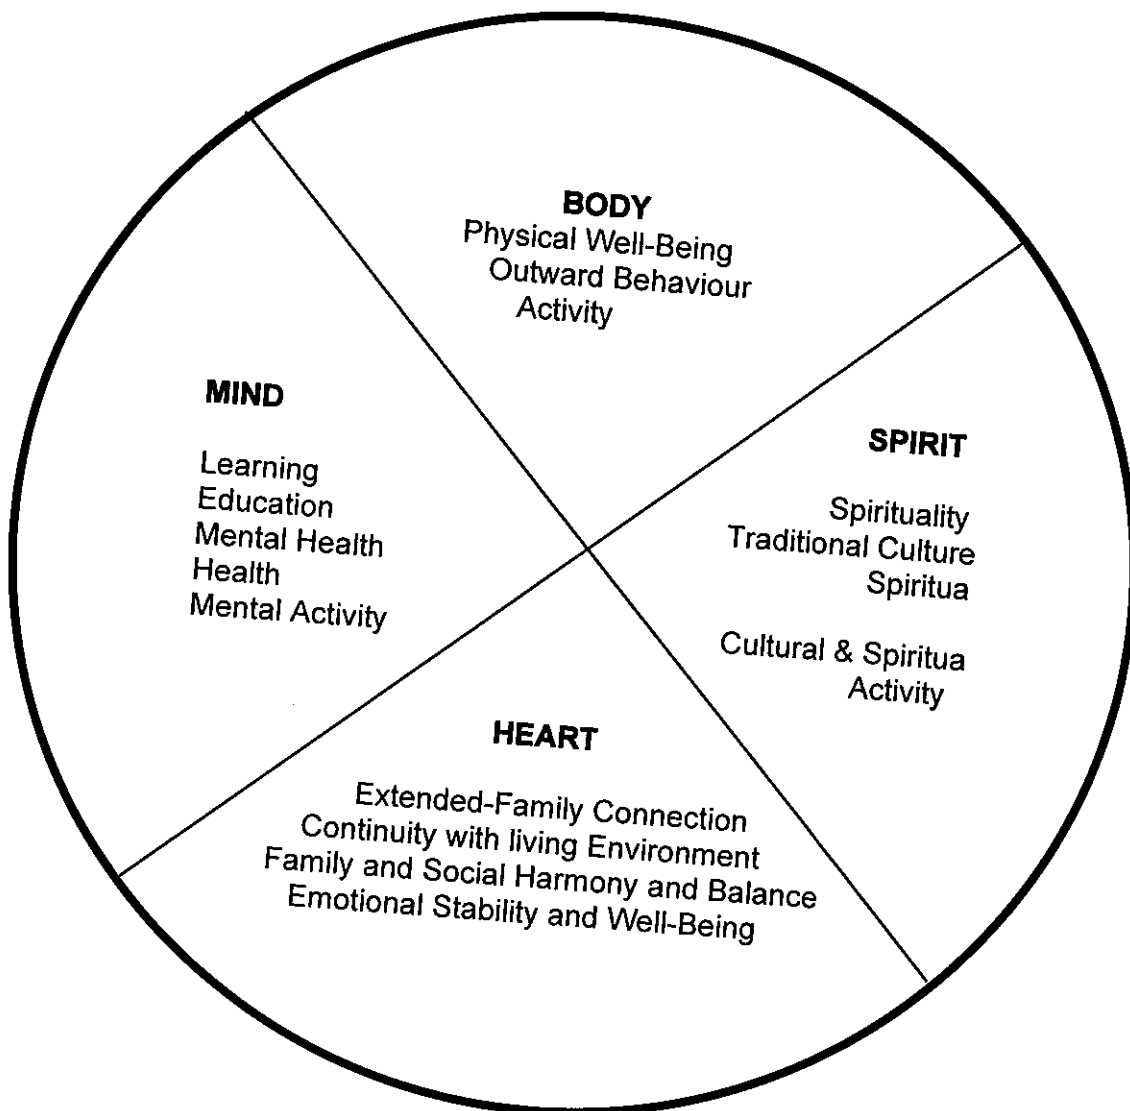 BODY
Physical Well-Being
Outward Behaviour
Activity
MIND
Learning
Education
Mental Health
Health
Mental Activity
SPIRIT
Spirituality
Traditional Culture
Spiritua
Cultural & Spiritua
Activity
HEART
Extended-Family Connection
Continuity with living Environment
Family and Social Harmony and Balance
Emotional Stability and Well-Being